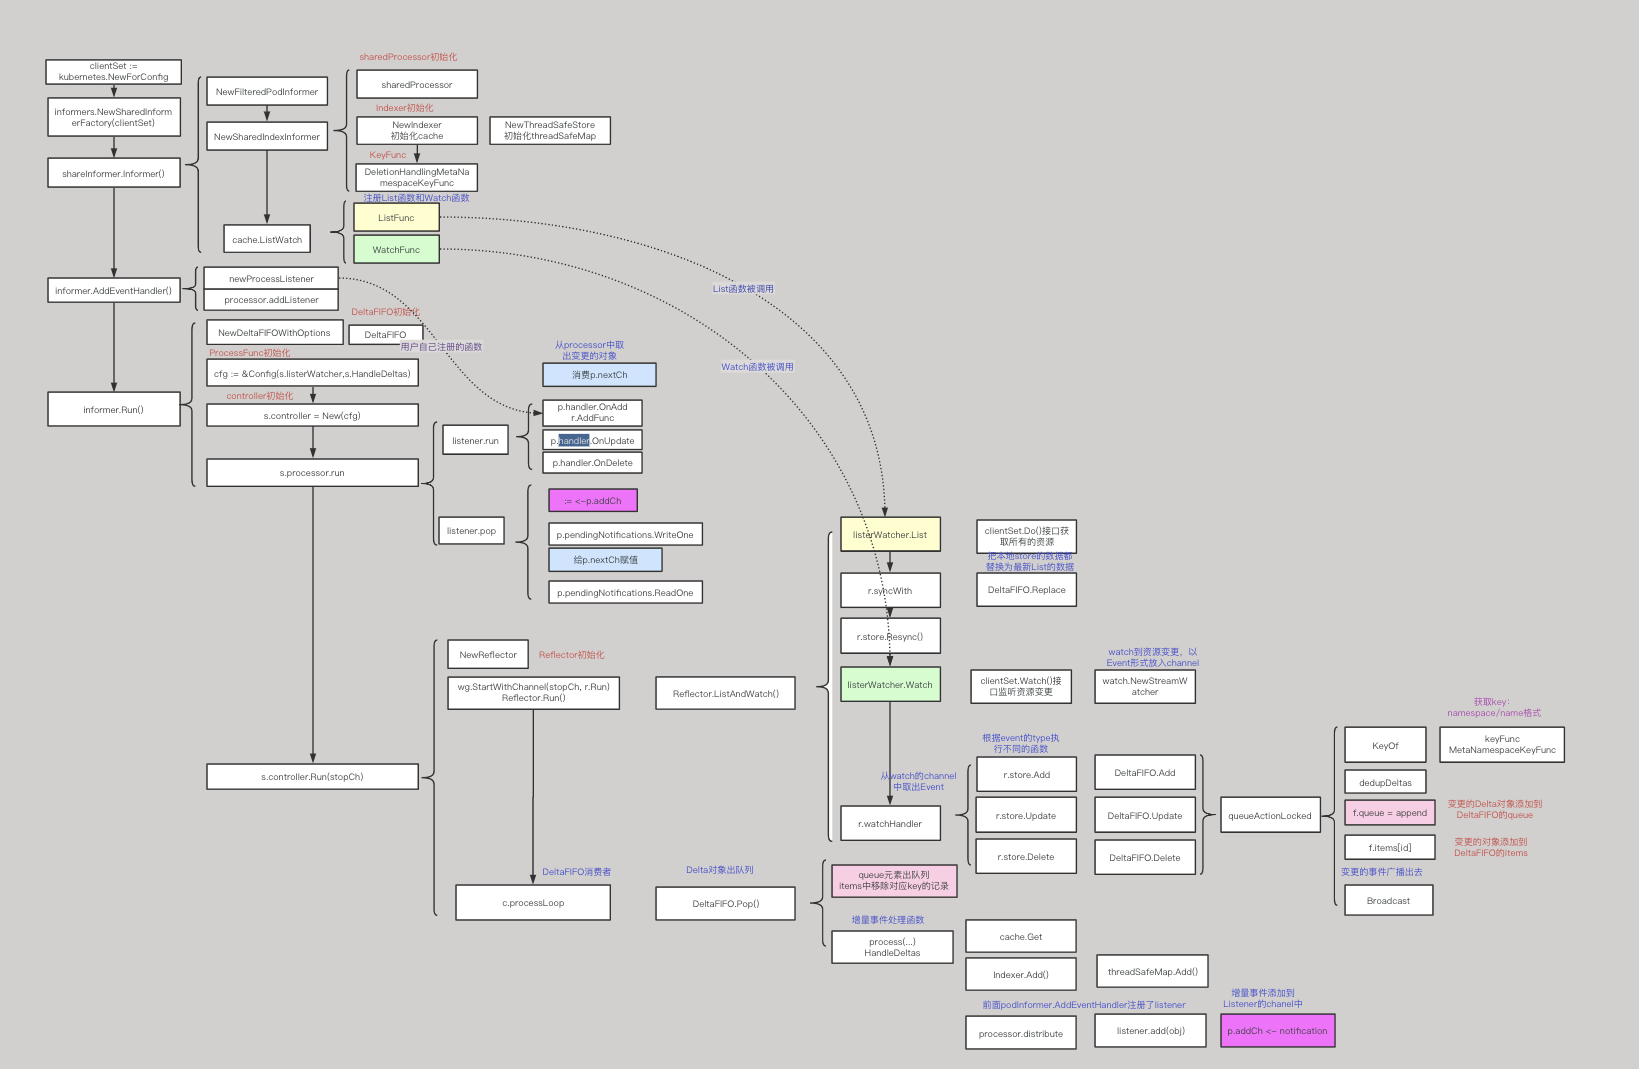 clientSet :=
kubernetes.NewForConfig
informers.NewSharedInform
erFactory(clientSet)
shareInformer.Informer()
informer.AddEventHandler()
informer.Run()
NewFilteredPodInformer
NewSharedIndexInformer
cache.ListWatch
sharedProcessor初始化
sharedProcessor
Indexer初始化
NewIndexer
初始化cache
NewThreadSafeStore
初始化threadSafeMap
KeyFunc
DeletionHandlingMetaNa
mespaceKeyFunc
注册List函数和Watch函数
ListFunc
WatchFunc
List函数被调用
Watch函数被调用
newProcessListener
processor.addListener
DeltaFIFO初始化
NewDeltaFIFOWithOptions
DeltaFIFO
用户自己注册的函数
ProcessFunc初始化
cfg := &Config(s.listerWatcher,s.HandleDeltas)
controller初始化
s.controller = New(cfg)
s.processor.run
s.controller.Run(stopCh)
listener.run
listener.pop
从processor中取
出变更的对象
消费p.nextCh
p.handler.OnAdd
r.AddFunc
p.handler.OnUpdate
p.handler.OnDelete
:= <-p.addCh
p.pendingNotifications.WriteOne
给p.nextCh赋值
p.pendingNotifications.ReadOne
NewReflector
Reflector初始化
wg.StartWithChannel(stopCh, r.Run)
Reflector.Run()
Reflector.ListAndWatch()
DeltaFIFO消费者
c.processLoop
Delta对象出队列
DeltaFIFO.Pop()
listerWatcher.List
clientSet.Do()接口获
取所有的资源
把本地store的数据都
替换为最新List的数据
r.syncWith
DeltaFIFO.Replace
r.store.Resync()
listerWatcher.Watch
clientSet.Watch()接
口监听资源变更
watch到资源变更，以
Event形式放入channel
watch.NewStreamW
atcher
从watch的channel
中取出Event
r.watchHandler
根据event的type执
行不同的函数
r.store.Add
r.store.Update
r.store.Delete
DeltaFIFO.Add
DeltaFIFO.Update
DeltaFIFO.Delete
queueActionLocked
获取key：
namespace/name格式
KeyOf
keyFunc
MetaNamespaceKeyFunc
dedupDeltas
f.queue = append
变更的Delta对象添加到
DeltaFIFO的queue
f.items[id]
变更的对象添加到
DeltaFIFO的items
变更的事件广播出去
Broadcast
queue元素出队列
items中移除对应key的记录
增量事件处理函数
process(...)
HandleDeltas
cache.Get
Indexer.Add()
threadSafeMap.Add()
前面podInformer.AddEventHandler注册了listener
processor.distribute
listener.add(obj)
增量事件添加到
Listener的chanel中
p.addCh <- notification